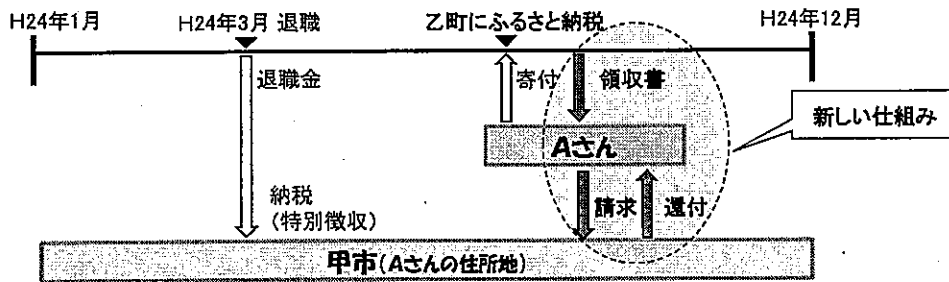 H24年1月
H24年3月 退職
乙町にふるさと納税
H24年12月
退職金
寄付
領収書
新しい仕組み
Aさん
納税
(特別徴収)
請求
還付
甲市(Aさんの住所地)